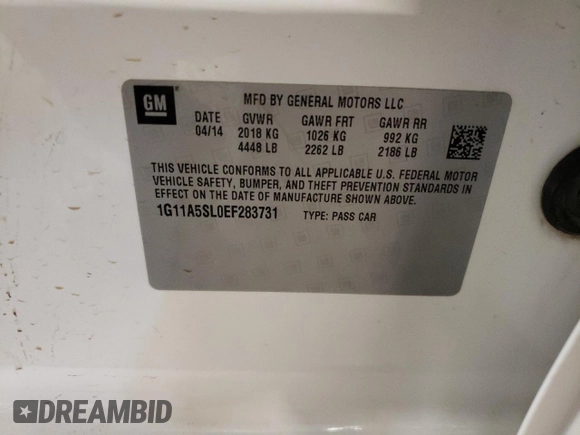 GM
MFD BY GENERAL MOTORS LLC
DATE GVWR GAWR FRT GAWR RR
04/14 2018 KG 1026 KG 992 KG
4448 LB 2262 LB 2186 LB
THIS VEHICLE CONFORMS TO ALL APPLICABLE U.S. FEDERAL MOTOR
VEHICLE SAFETY, BUMPER, AND THEFT PREVENTION STANDARDS IN
EFFECT ON THE DATE OF MANUFACTURE SHOWN ABOVE.
1G11A5SL0EF283731 TYPE: PASS CAR
DREAMBID